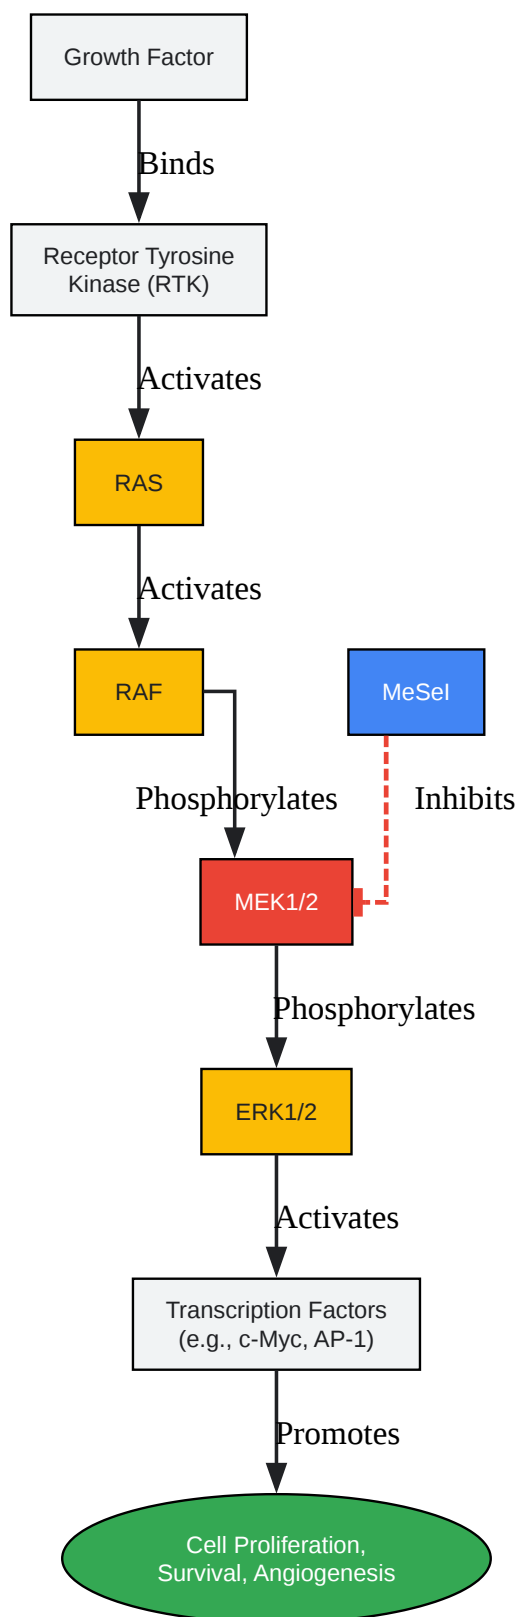 Growth Factor
Binds
Receptor Tyrosine
Kinase (RTK)
Activates
RAS
Activates
RAF
MeSeI
Phosphorylates
Inhibits
MEK1/2
Phosphorylates
ERK1/2
Activates
Transcription Factors
(e.g., c-Myc, AP-1)
Promotes
Cell Proliferation,
Survival, Angiogenesis